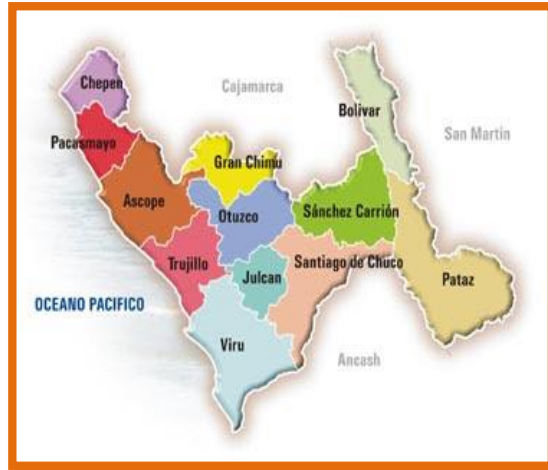 Chepen
Cajamarca
Bolivar
San Martin
Pacasmayo
Gran Chimu
Ascope
Otuzco
Sánchez Carrión
Trujillo
Julcan
Santiago de Chuco
Pataz
OCEANO PACIFICO
Viru
Ancash